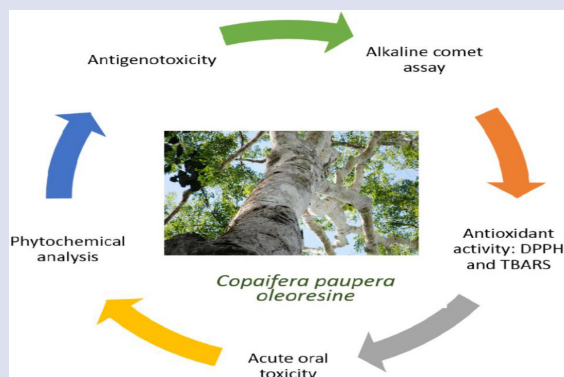 Antigenotoxicity
Alkaline comet
assay
Antioxidant
activity: DPPH
and TBARS
Acute oral
toxicity
Phytochemical
analysis
Copaifera paupera
oleoresine